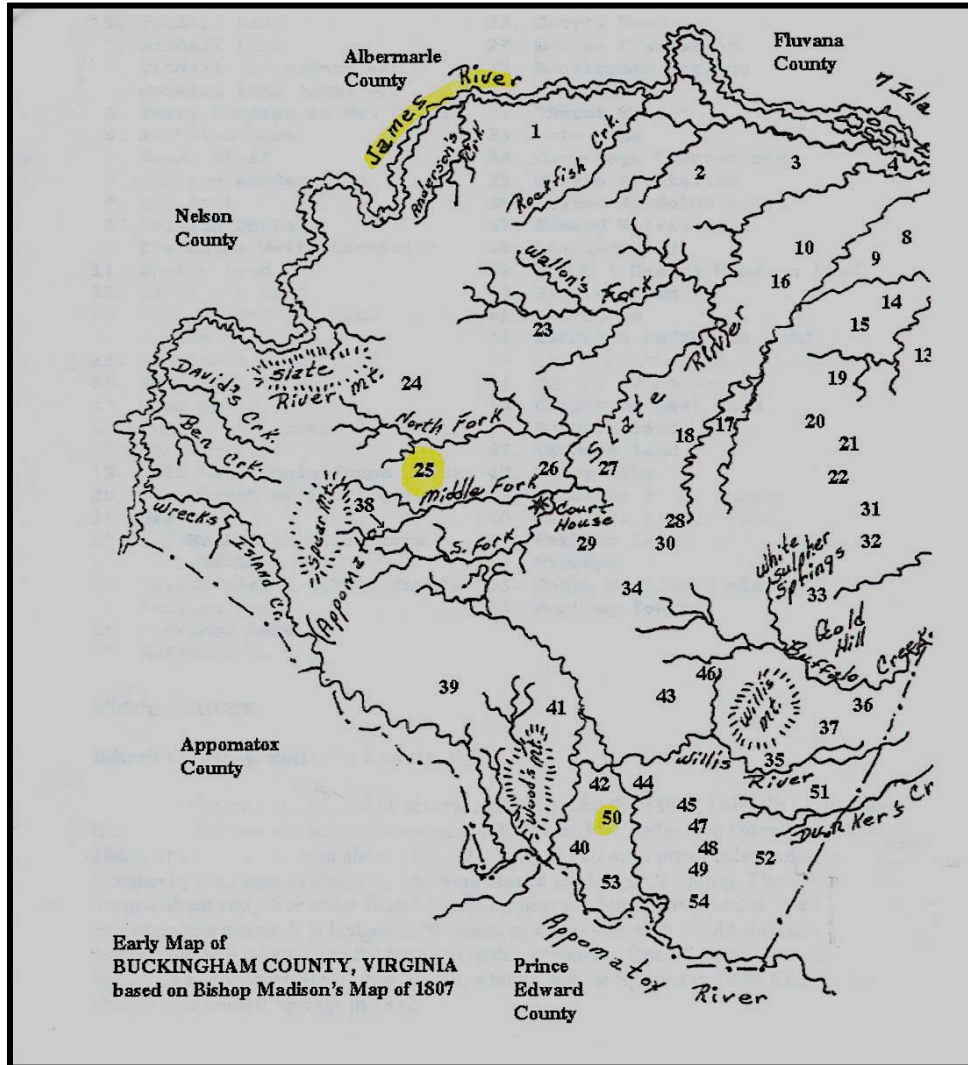 Albermarle
County
Fluvana
County
James River
7 Isla
Anderson's
1
Rockfish Crk.
2
3
4
Nelson
County
Wallon's Fork
10
8
9
16
14
15
13
23
River
Slate
River Mt.
David's
Crk.
24
19
Ben Crk.
North Fork
Slate
17
18
20
21
25
26
27
22
38
Middle Fork
Court
House
28
31
Wrecks
Island Cr.
Spear Mt.
S. Fork
29
30
32
White
Sulpher
Springs
33
Appomat
34
Gold
Hill
Buffalo Creek
39
41
43
46
Willis
Mt.
36
37
Appomatox
County
Wood's Mt.
42
44
Willis
River
35
51
50
45
Dunker's Cr.
47
40
48
52
49
53
54
Appomatox
River
Early Map of
BUCKINGHAM COUNTY, VIRGINIA
based on Bishop Madison's Map of 1807
Prince
Edward
County